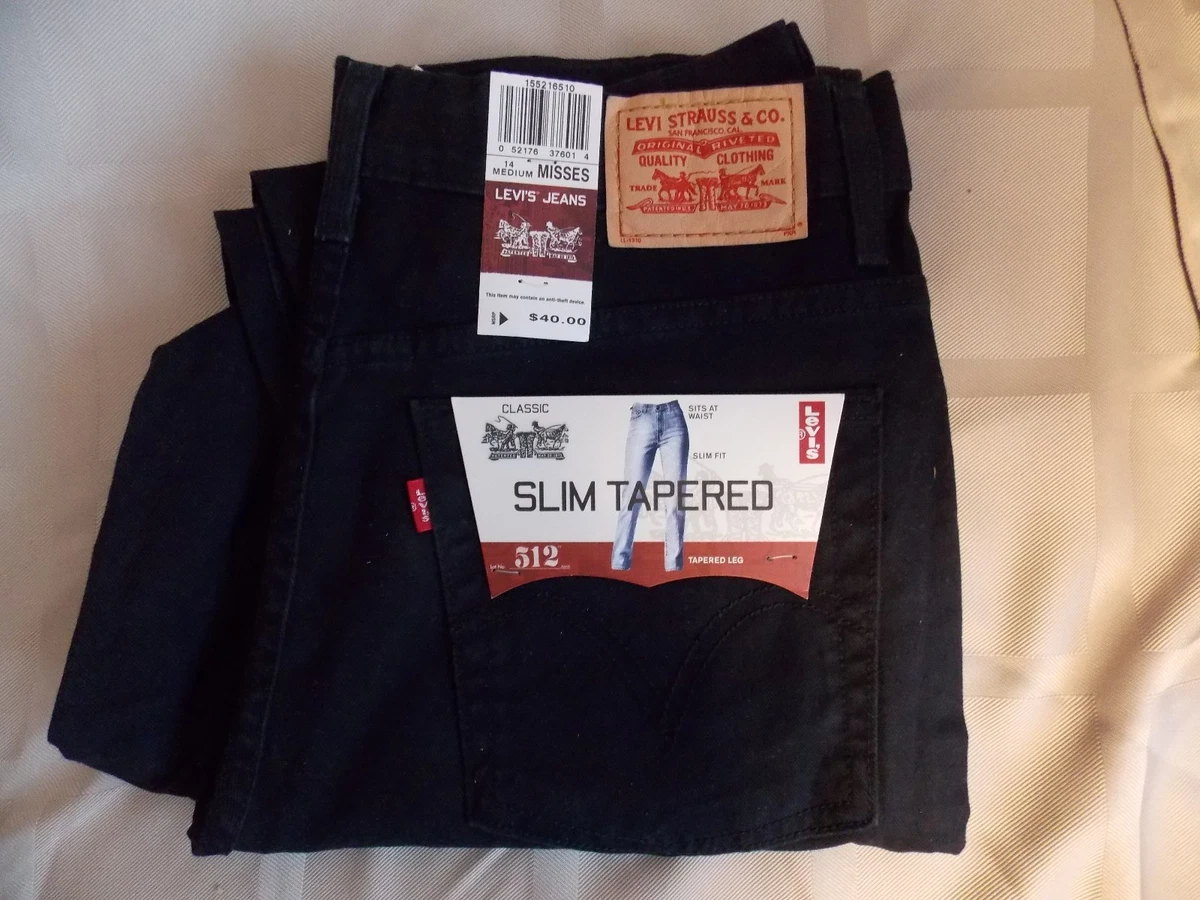 155216510
0 52176 37601 4
14
MEDIUM MISSES
LEVI'S JEANS
This item may contain an anti-theft device.
MSRP $40.00
LEVI STRAUSS & CO.
SAN FRANCISCO, CAL.
ORIGINAL RIVETED
QUALITY CLOTHING
TRADE MARK
CLASSIC
SITS AT
WAIST
SLIM FIT
Levi's
®
SLIM TAPERED
512
TAPERED LEG